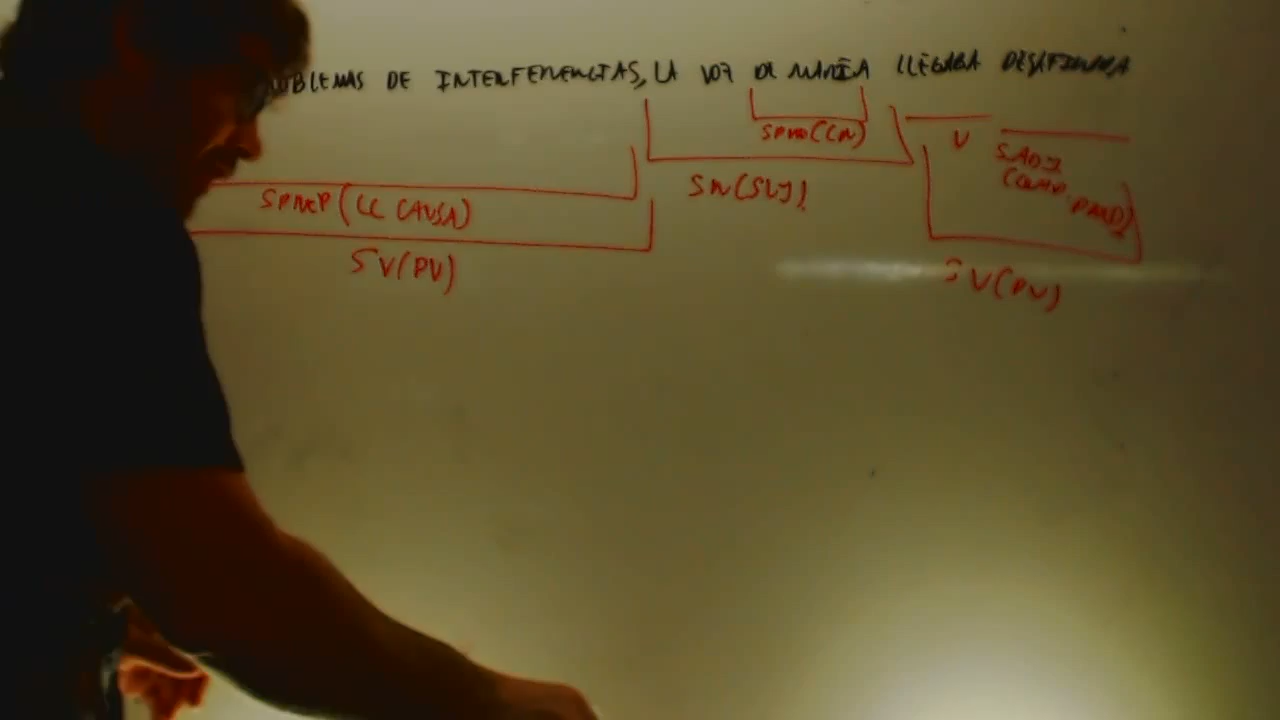 OBLEMAS DE INTERFERENCIAS, LA VOZ DE MARÍA LLEGABA DESAFINADA
SPREP (CN)
V
SADJ
(COMP.
PRED)
SN (SUJ)
SPREP (CC CAUSA)
SV (PV)
SV (PV)